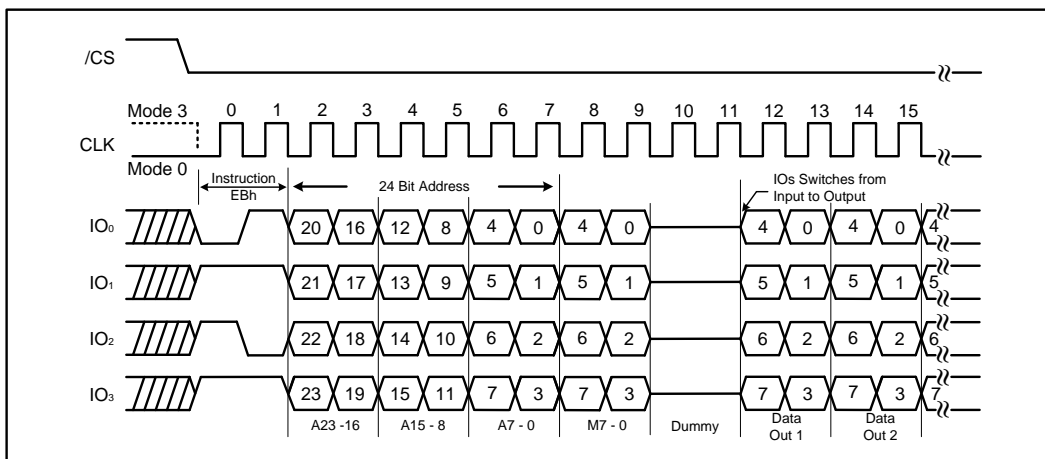 /CS
Mode 3 0 1 2 3 4 5 6 7 8 9 10 11 12 13 14 15
CLK
Mode 0
Instruction
EBh
24 Bit Address
IOs Switches from
Input to Output
IO₀ 20 16 12 8 4 0 4 0 4 0 4 0 4
IO₁ 21 17 13 9 5 1 5 1 5 1 5 1 5
IO₂ 22 18 14 10 6 2 6 2 6 2 6 2 6
IO₃ 23 19 15 11 7 3 7 3 7 3 7 3 7
A23 -16 A15 - 8 A7 - 0 M7 - 0 Dummy Data Out 1 Data Out 2